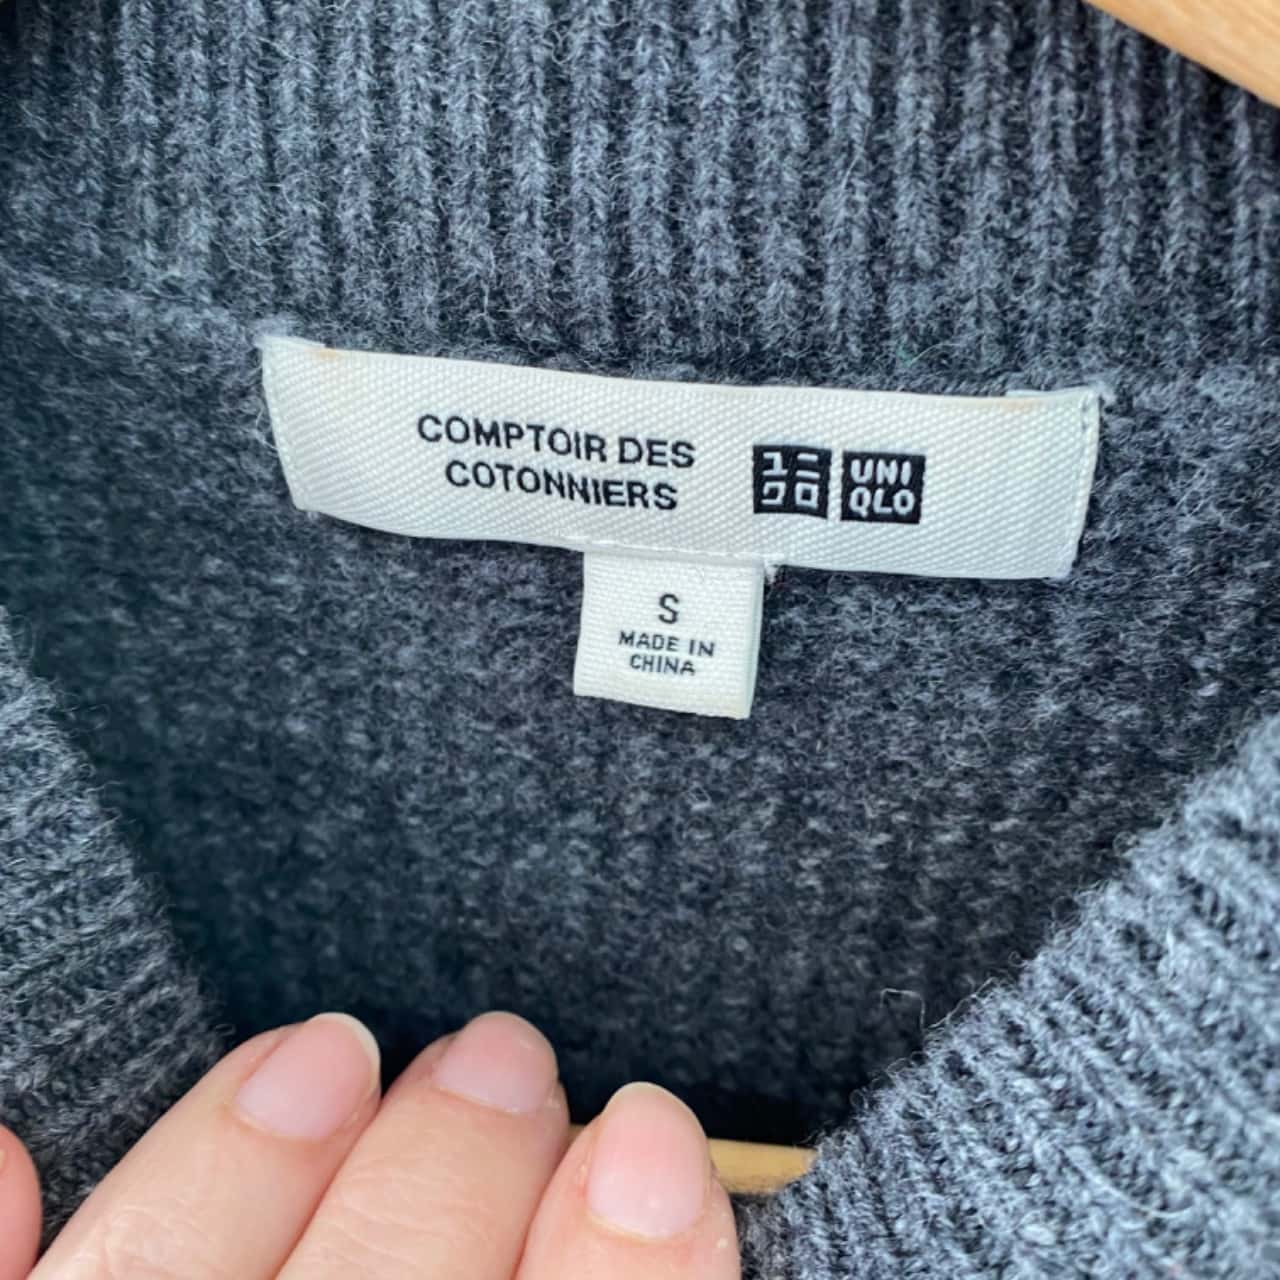 COMPTOIR DES
COTONNIERS
ユニ
クロ
UNI
QLO
S
MADE IN
CHINA